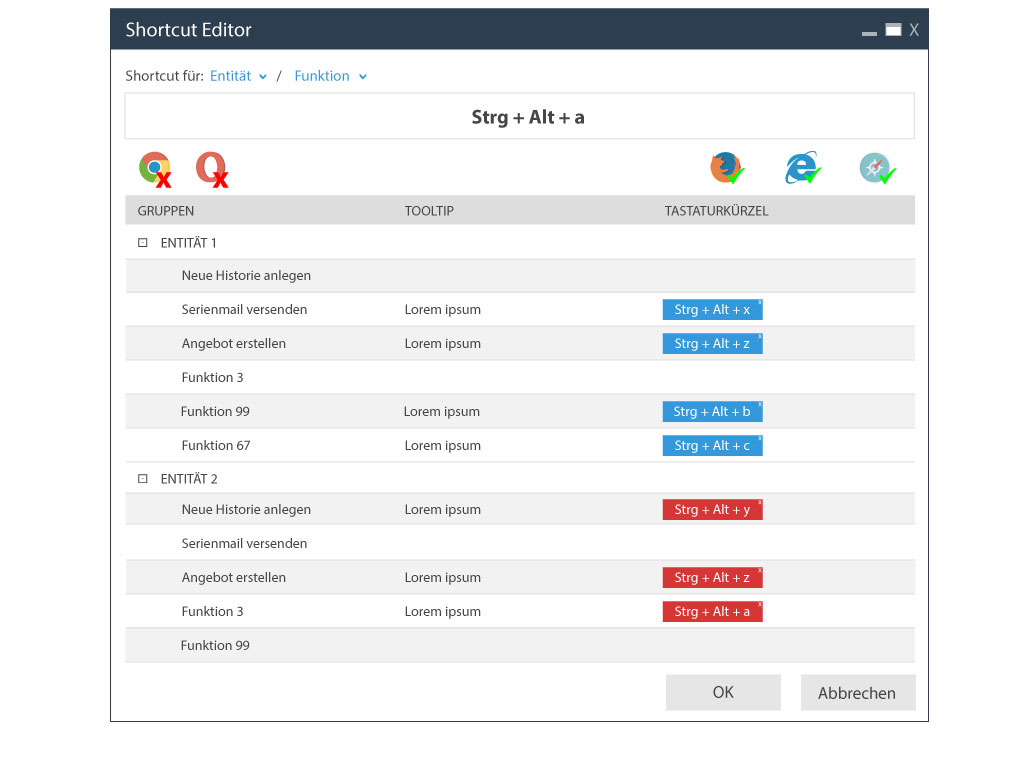 Shortcut Editor X
Shortcut für: Entität / Funktion
Strg + Alt + a
GRUPPEN TOOLTIP TASTATURKÜRZEL
ENTITÄT 1
Neue Historie anlegen
Serienmail versenden Lorem ipsum Strg + Alt + x x
Angebot erstellen Lorem ipsum Strg + Alt + z x
Funktion 3
Funktion 99 Lorem ipsum Strg + Alt + b x
Funktion 67 Lorem ipsum Strg + Alt + c x
ENTITÄT 2
Neue Historie anlegen Lorem ipsum Strg + Alt + y x
Serienmail versenden
Angebot erstellen Lorem ipsum Strg + Alt + z x
Funktion 3 Lorem ipsum Strg + Alt + a x
Funktion 99
OK Abbrechen